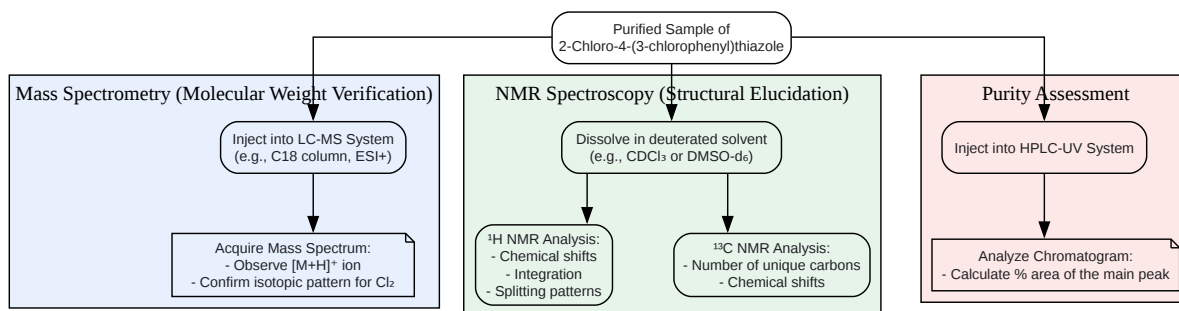 Purified Sample of
2-Chloro-4-(3-chlorophenyl)thiazole
Mass Spectrometry (Molecular Weight Verification)
Inject into LC-MS System
(e.g., C18 column, ESI+)
Acquire Mass Spectrum:
- Observe [M+H]⁺ ion
- Confirm isotopic pattern for Cl₂
NMR Spectroscopy (Structural Elucidation)
Dissolve in deuterated solvent
(e.g., CDCl₃ or DMSO-d₆)
¹H NMR Analysis:
- Chemical shifts
- Integration
- Splitting patterns
¹³C NMR Analysis:
- Number of unique carbons
- Chemical shifts
Purity Assessment
Inject into HPLC-UV System
Analyze Chromatogram:
- Calculate % area of the main peak